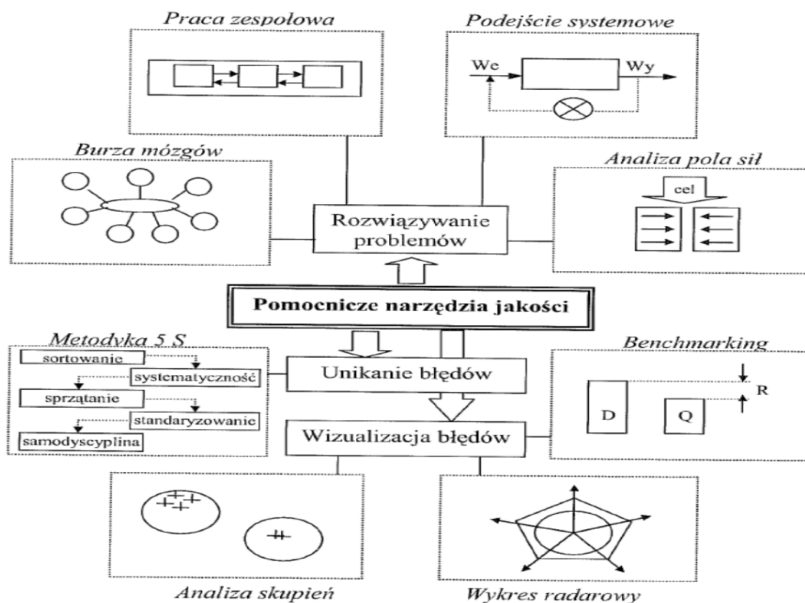 Praca zespołowa
Podejście systemowe
We
Wy
Burza mózgów
Analiza pola sił
cel
Rozwiązywanie
problemów
Pomocnicze narzędzia jakości
Metodyka 5 S
sortowanie
systematyczność
sprzątanie
standaryzowanie
samodyscyplina
Unikanie błędów
Wizualizacja błędów
Benchmarking
D
Q
R
Analiza skupień
Wykres radarowy